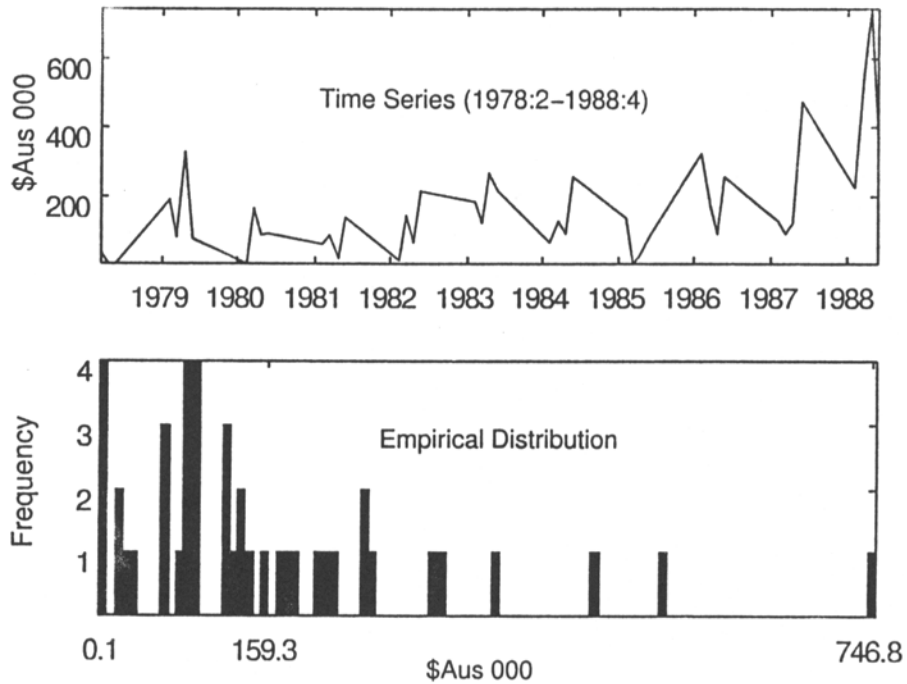 600
400
200
$Aus 000
Time Series (1978:2–1988:4)
1979 1980 1981 1982 1983 1984 1985 1986 1987 1988
4
3
2
1
Frequency
Empirical Distribution
0.1 159.3 746.8
$Aus 000